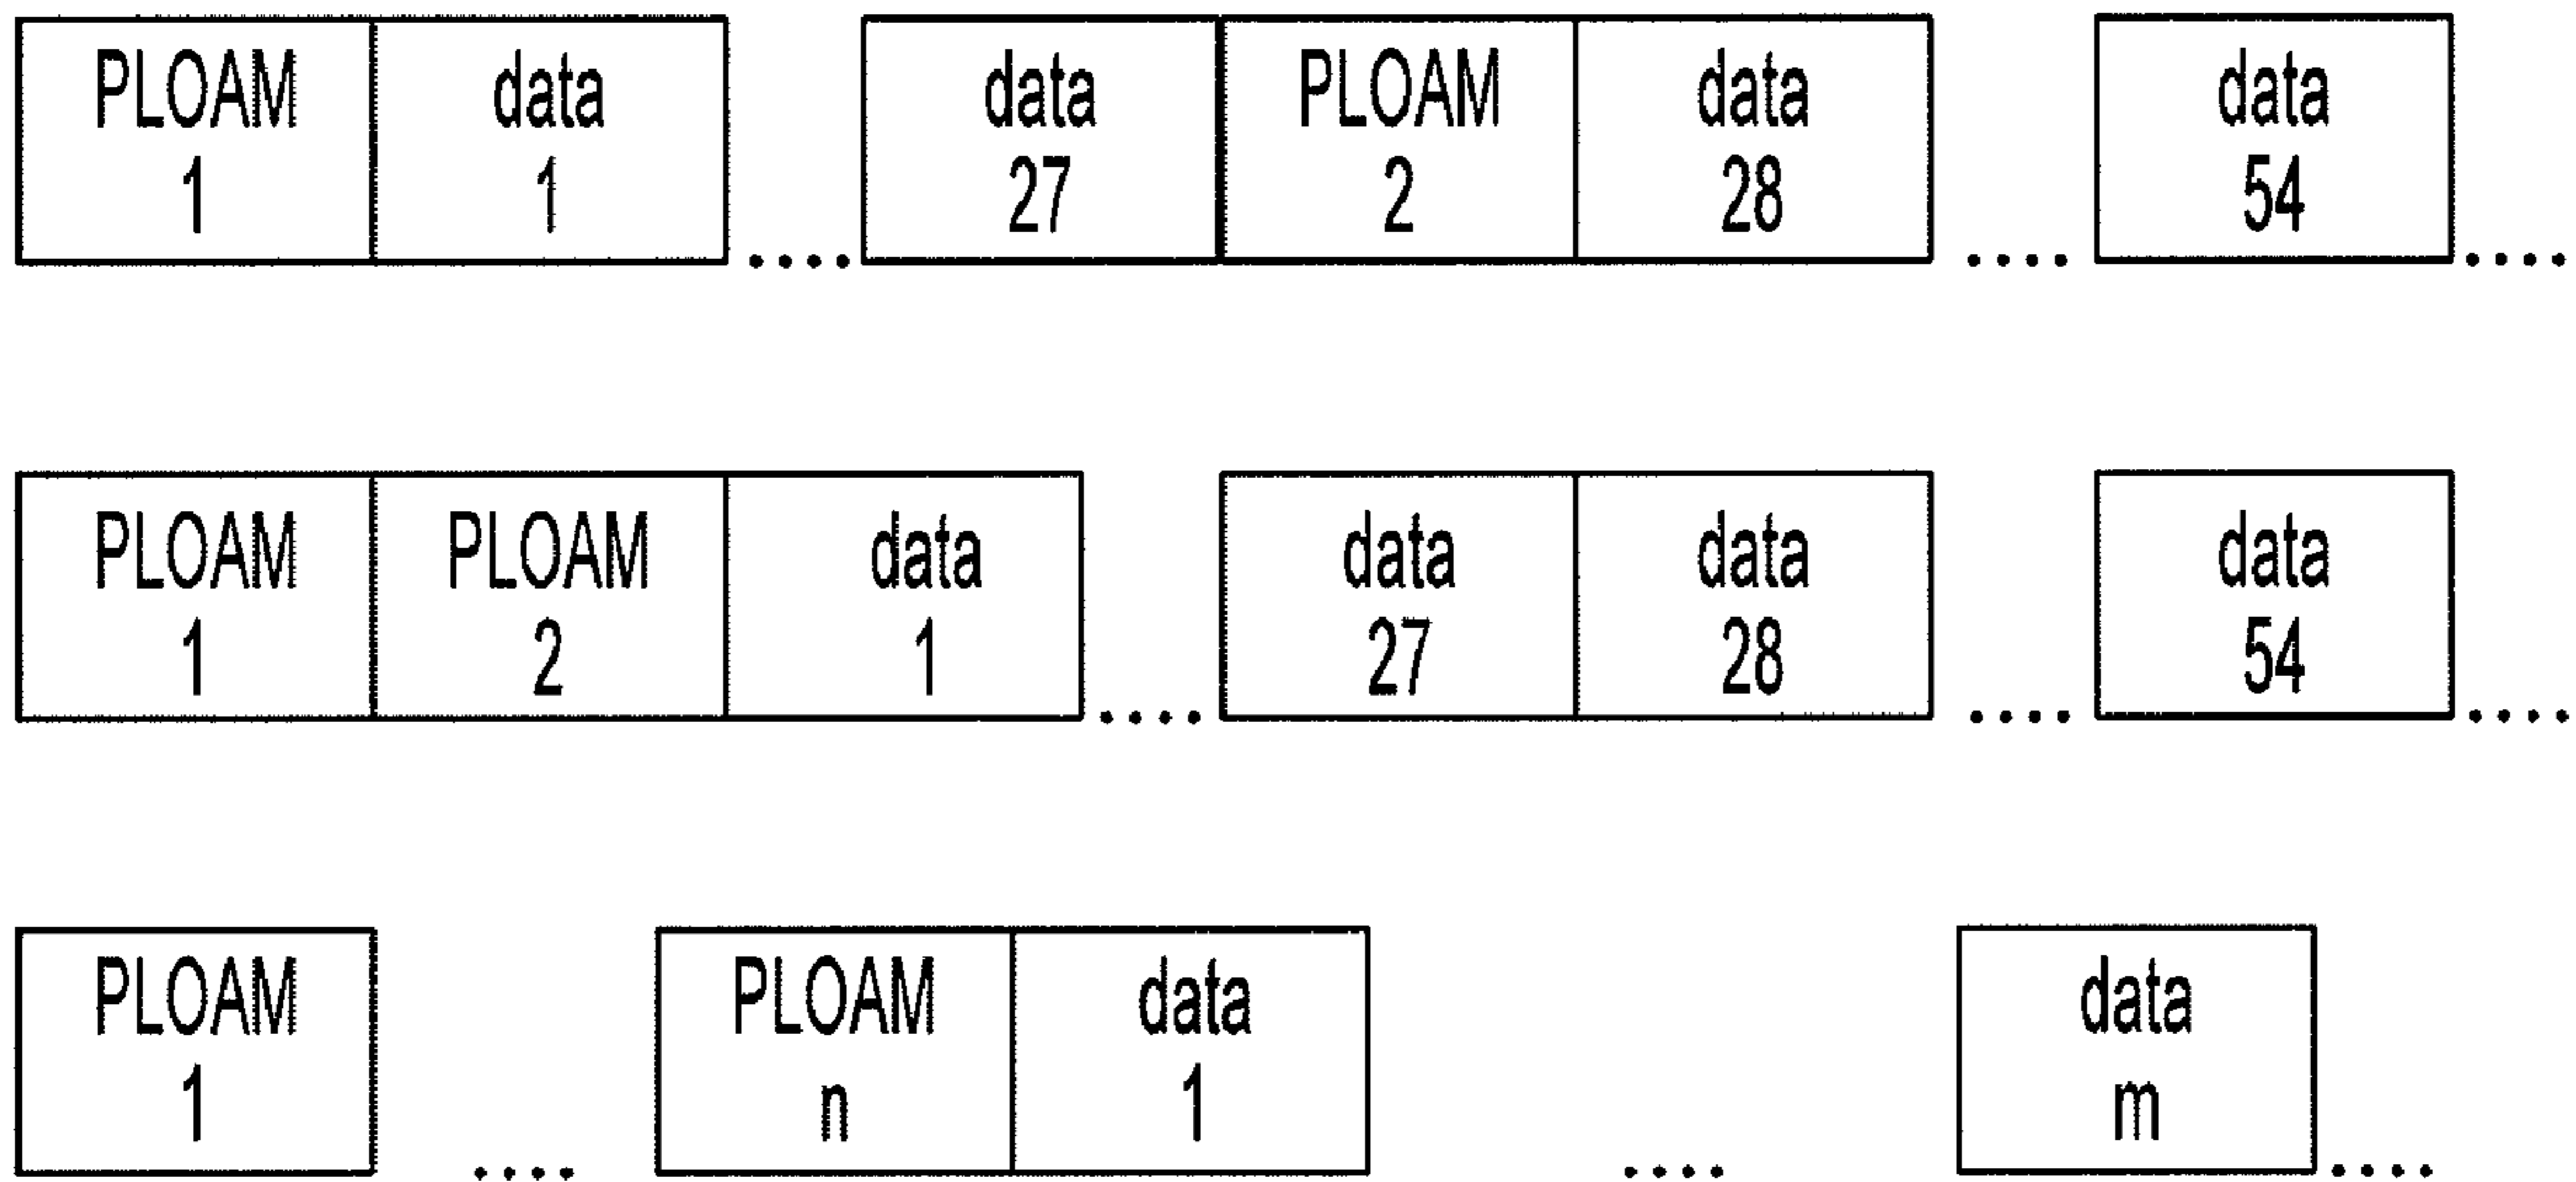 PLOAM data data PLOAM data data
1 1 .... 27 2 28 .... 54 ....
PLOAM PLOAM data data data data
1 2 1 .... 27 28 .... 54 ....
PLOAM PLOAM data data
1 .... n 1 .... m ....